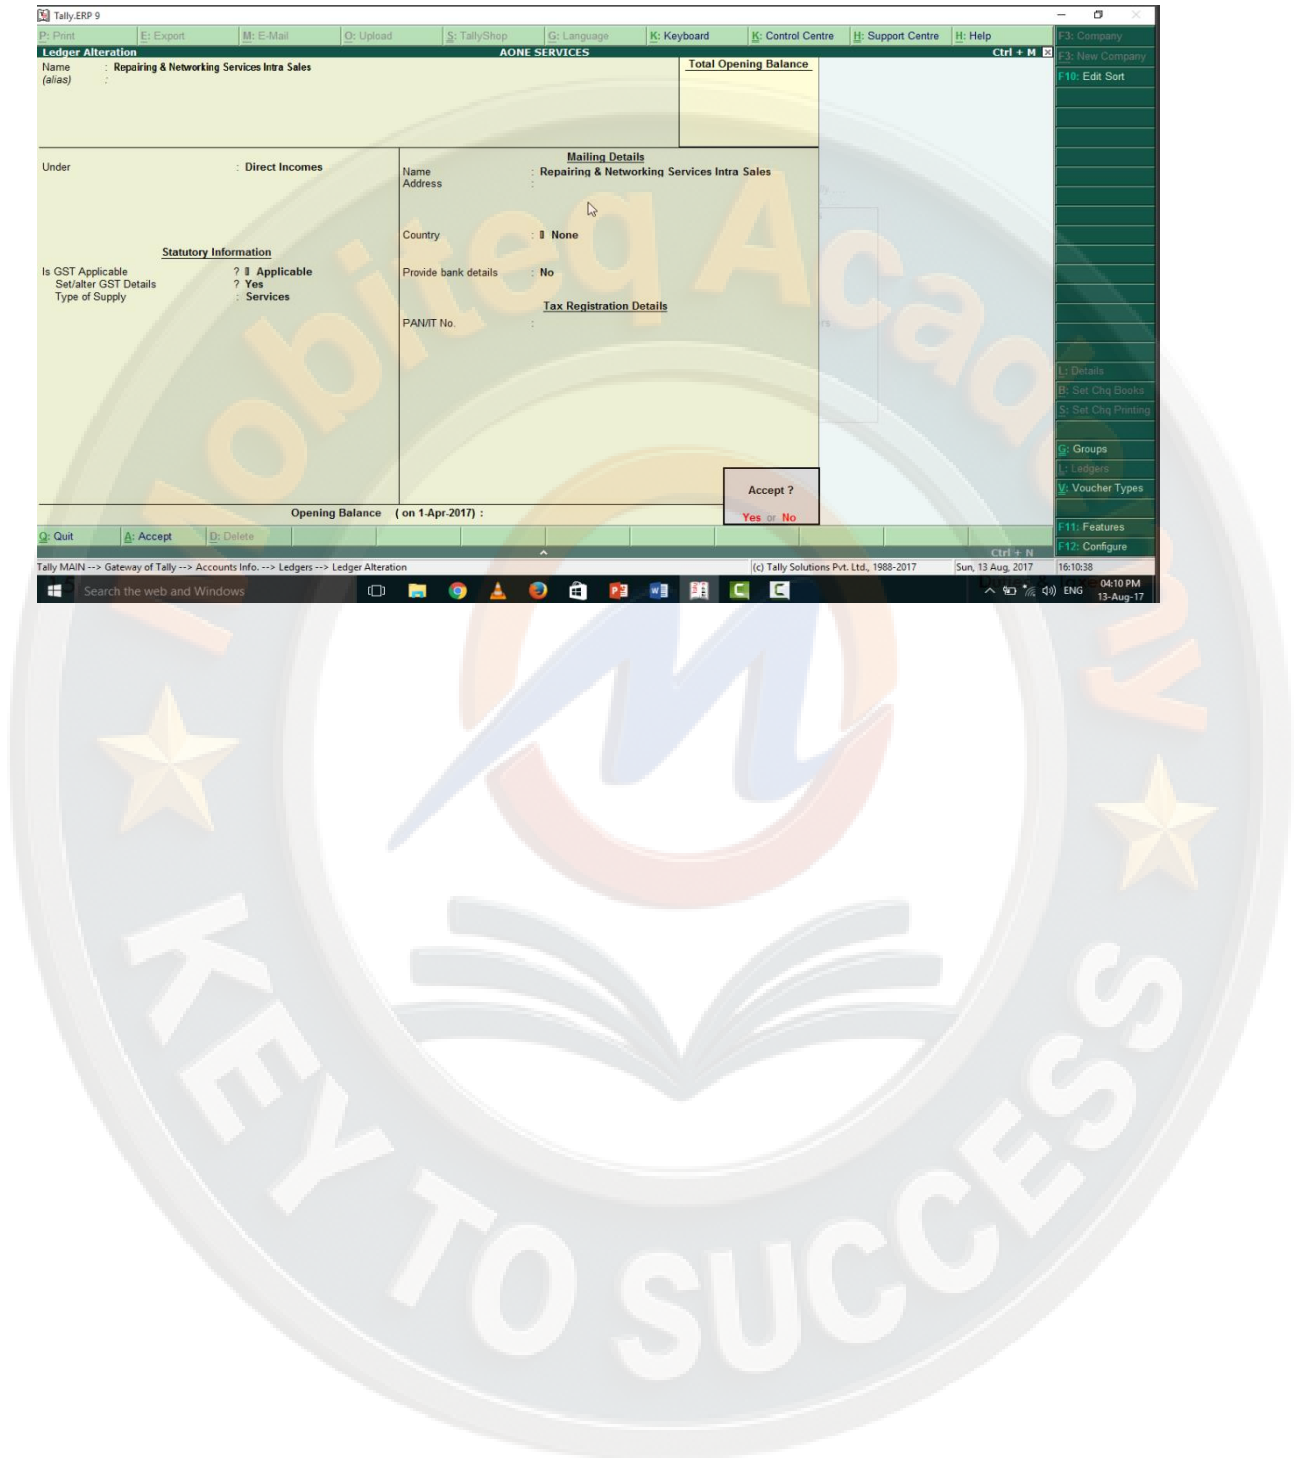 Tally.ERP 9
P: Print E: Export M: E-Mail O: Upload S: TallyShop G: Language K: Keyboard K: Control Centre H: Support Centre H: Help
F3: Company
Ledger Alteration AONE SERVICES Ctrl + M
F3: New Company
F10: Edit Sort
Name : Repairing & Networking Services Intra Sales
(alias) :
Total Opening Balance
Under : Direct Incomes
Mailing Details
Name : Repairing & Networking Services Intra Sales
Address :
Country : None
Statutory Information
Is GST Applicable ? Applicable
Set/alter GST Details ? Yes
Type of Supply : Services
Provide bank details : No
Tax Registration Details
PAN/IT No. :
L: Details
B: Set Chq Books
S: Set Chq Printing
G: Groups
L: Ledgers
V: Voucher Types
F11: Features
F12: Configure
Accept ?
Yes or No
Opening Balance ( on 1-Apr-2017) :
Q: Quit A: Accept D: Delete
Ctrl + N
Tally MAIN --> Gateway of Tally --> Accounts Info. --> Ledgers --> Ledger Alteration (c) Tally Solutions Pvt. Ltd., 1988-2017 Sun, 13 Aug, 2017 16:10:38
Search the web and Windows ENG 04:10 PM
13-Aug-17
Mobiteq Academy
KEY TO SUCCESS